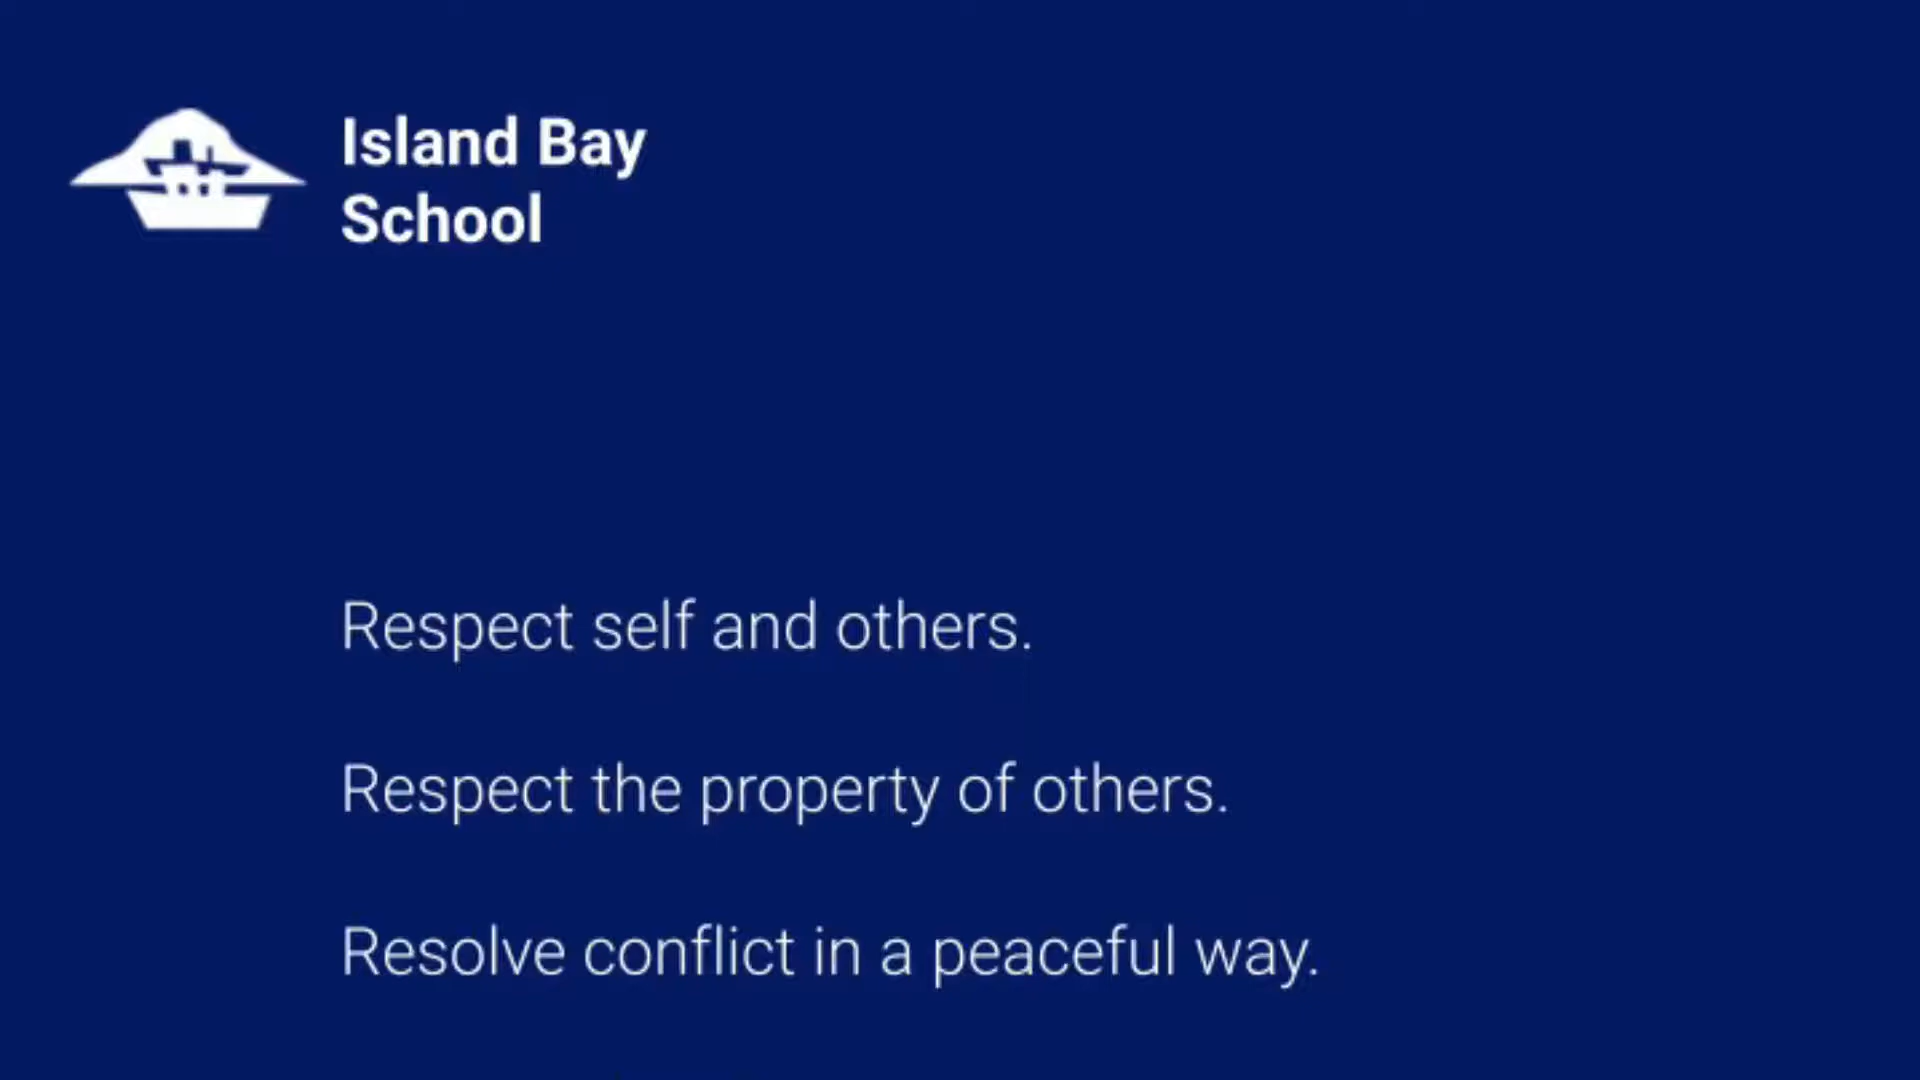 Island Bay
School
Respect self and others.
Respect the property of others.
Resolve conflict in a peaceful way.